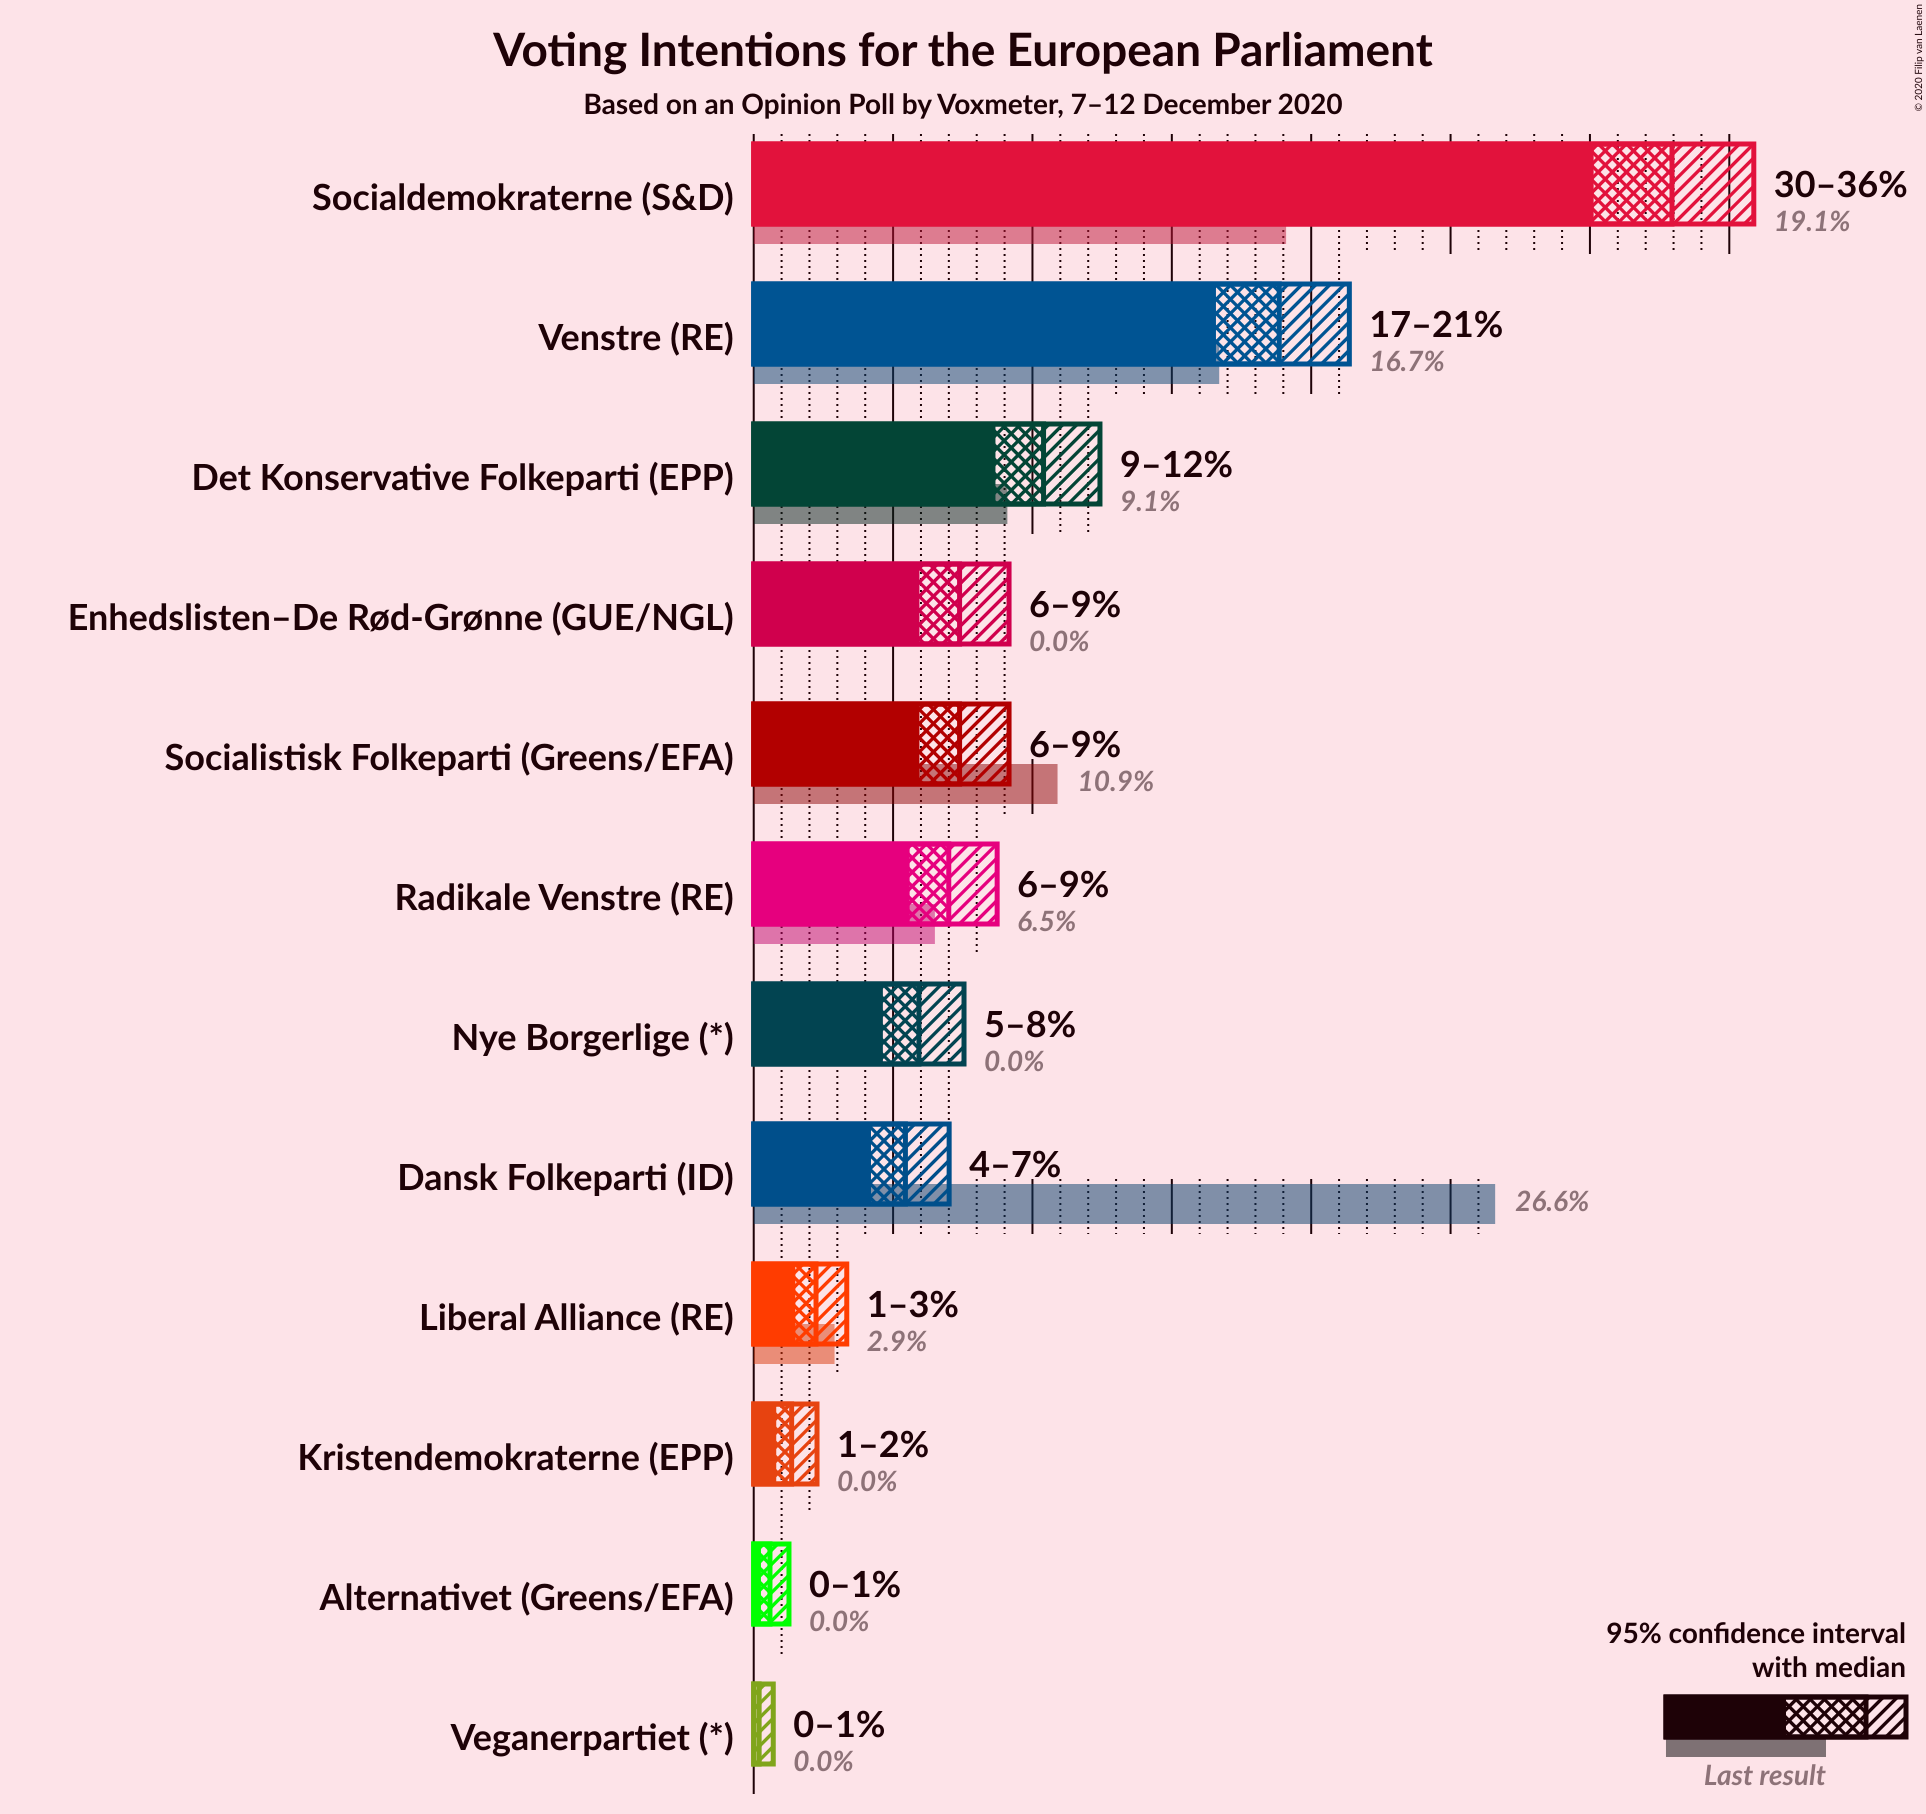 Voting Intentions for the European Parliament
Based on an Opinion Poll by Voxmeter, 7–12 December 2020
© 2020 Filip van Laenen
Socialdemokraterne (S&D)
30–36%
19.1%
Venstre (RE)
17–21%
16.7%
Det Konservative Folkeparti (EPP)
9–12%
9.1%
Enhedslisten–De Rød-Grønne (GUE/NGL)
6–9%
0.0%
Socialistisk Folkeparti (Greens/EFA)
6–9%
10.9%
Radikale Venstre (RE)
6–9%
6.5%
Nye Borgerlige (*)
5–8%
0.0%
Dansk Folkeparti (ID)
4–7%
26.6%
Liberal Alliance (RE)
1–3%
2.9%
Kristendemokraterne (EPP)
1–2%
0.0%
Alternativet (Greens/EFA)
0–1%
0.0%
Veganerpartiet (*)
0–1%
0.0%
95% confidence interval
with median
Last result